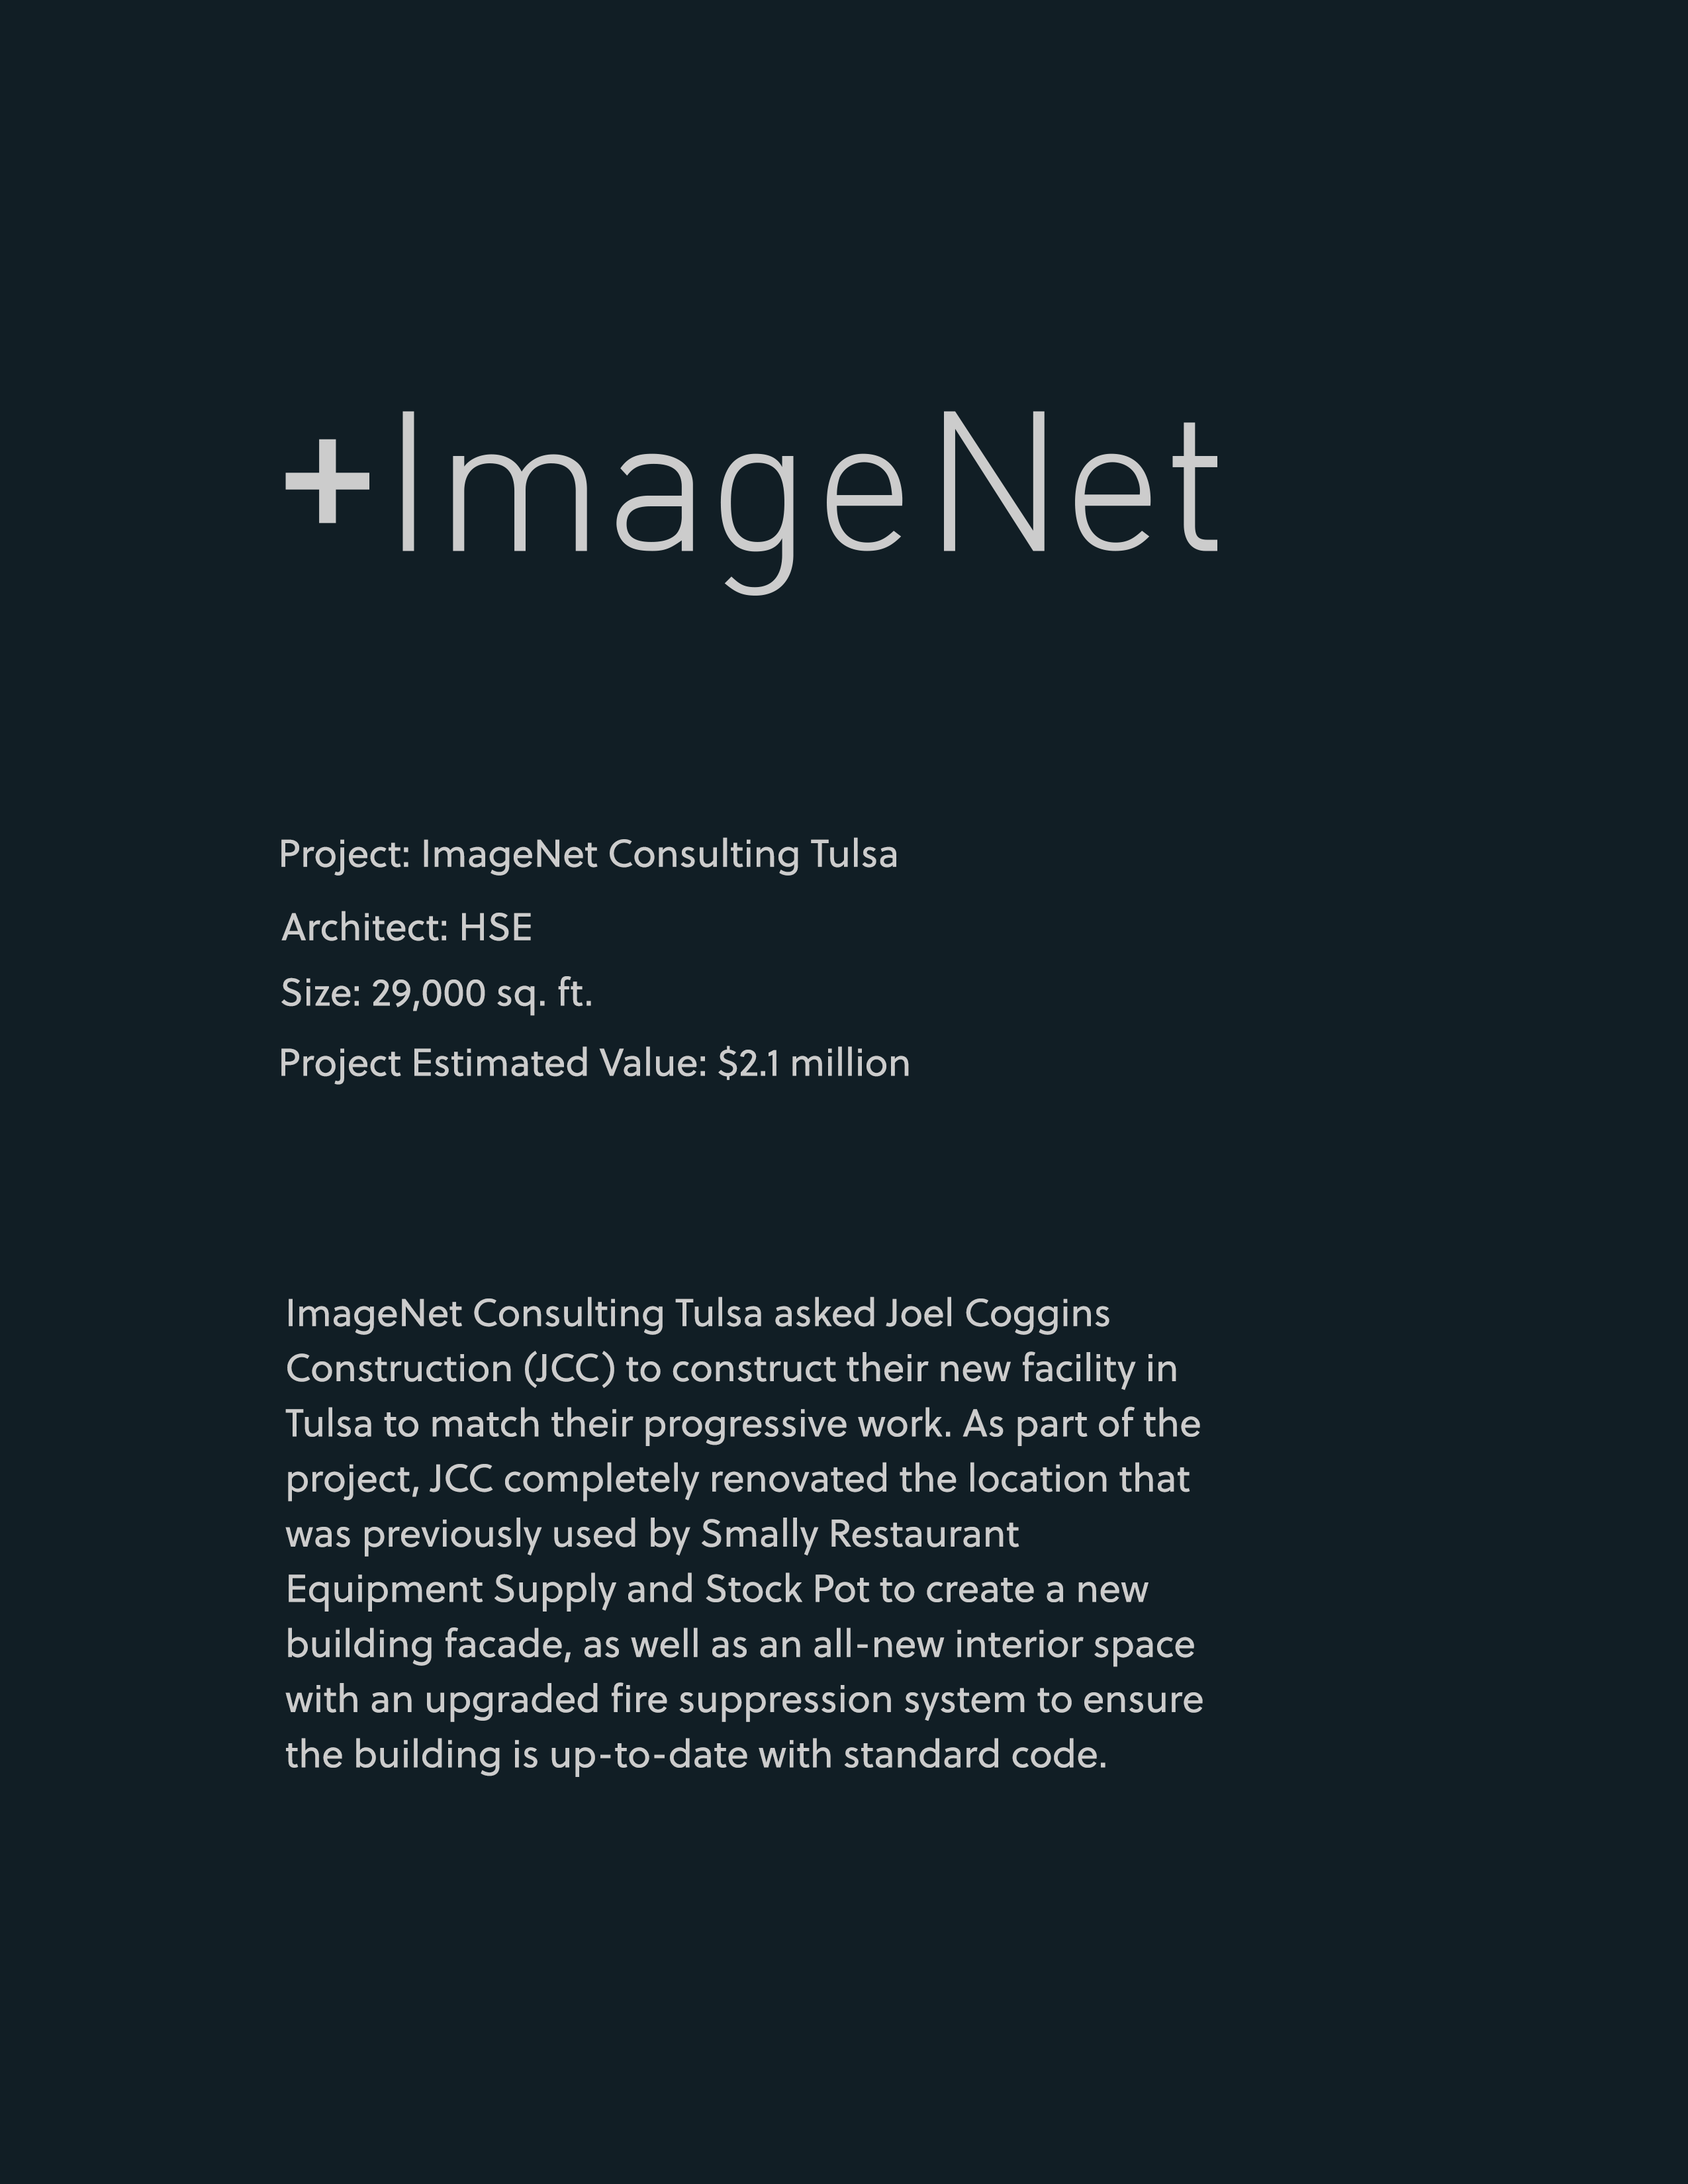 +ImageNet
Project: ImageNet Consulting Tulsa
Architect: HSE
Size: 29,000 sq. ft.
Project Estimated Value: $2.1 million
ImageNet Consulting Tulsa asked Joel Coggins
Construction (JCC) to construct their new facility in
Tulsa to match their progressive work. As part of the
project, JCC completely renovated the location that
was previously used by Smally Restaurant
Equipment Supply and Stock Pot to create a new
building facade, as well as an all-new interior space
with an upgraded fire suppression system to ensure
the building is up-to-date with standard code.